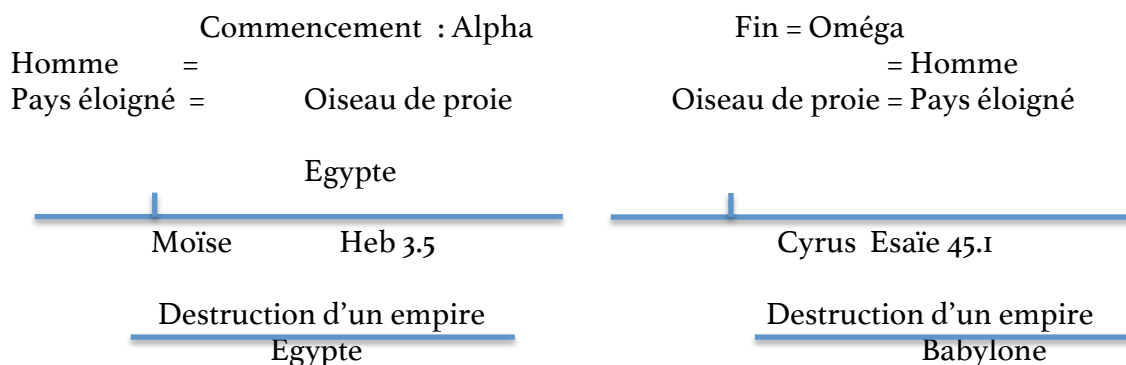 Commencement : Alpha Fin = Oméga
Homme = = Homme
Pays éloigné = Oiseau de proie Oiseau de proie = Pays éloigné
Egypte
Moïse Heb 3.5 Cyrus Esaïe 45.1
Destruction d’un empire Destruction d’un empire
Egypte Babylone